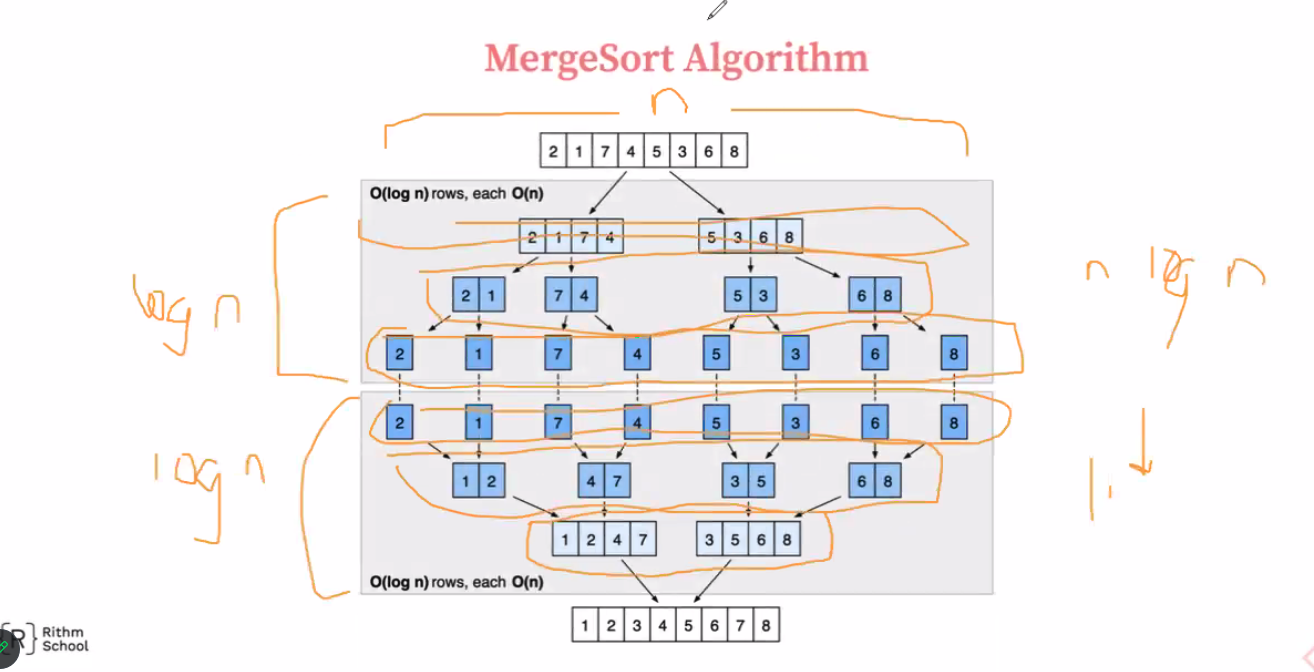 MergeSort Algorithm
n
2 1 7 4 5 3 6 8
O(log n) rows, each O(n)
2 1 7 4 5 3 6 8
log n
n log n
2 1 7 4 5 3 6 8
2 1 7 4 5 3 6 8
2 1 7 4 5 3 6 8
log n
1 2 4 7 3 5 6 8
1 2 4 7 3 5 6 8
O(log n) rows, each O(n)
1 2 3 4 5 6 7 8
R Rithm
School